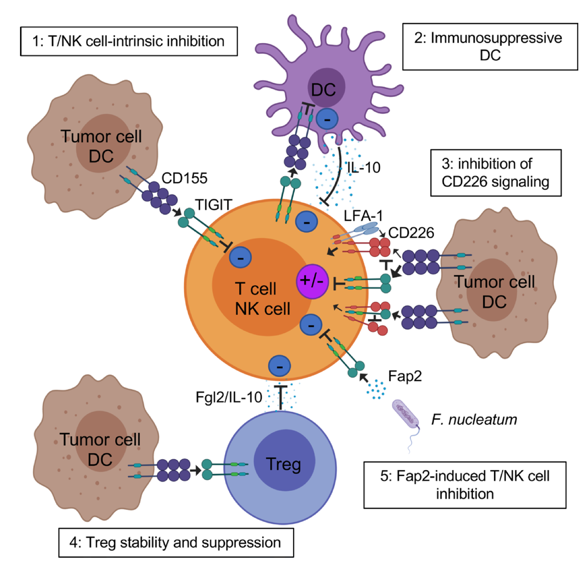 1: T/NK cell-intrinsic inhibition
2: Immunosuppressive
DC
DC
-
Tumor cell
DC
CD155
TIGIT
IL-10
3: inhibition of
CD226 signaling
LFA-1
CD226
-
-
T cell
NK cell
+/-
-
-
Tumor cell
DC
Fap2
F. nucleatum
Fgl2/IL-10
Tumor cell
DC
Treg
5: Fap2-induced T/NK cell
inhibition
4: Treg stability and suppression